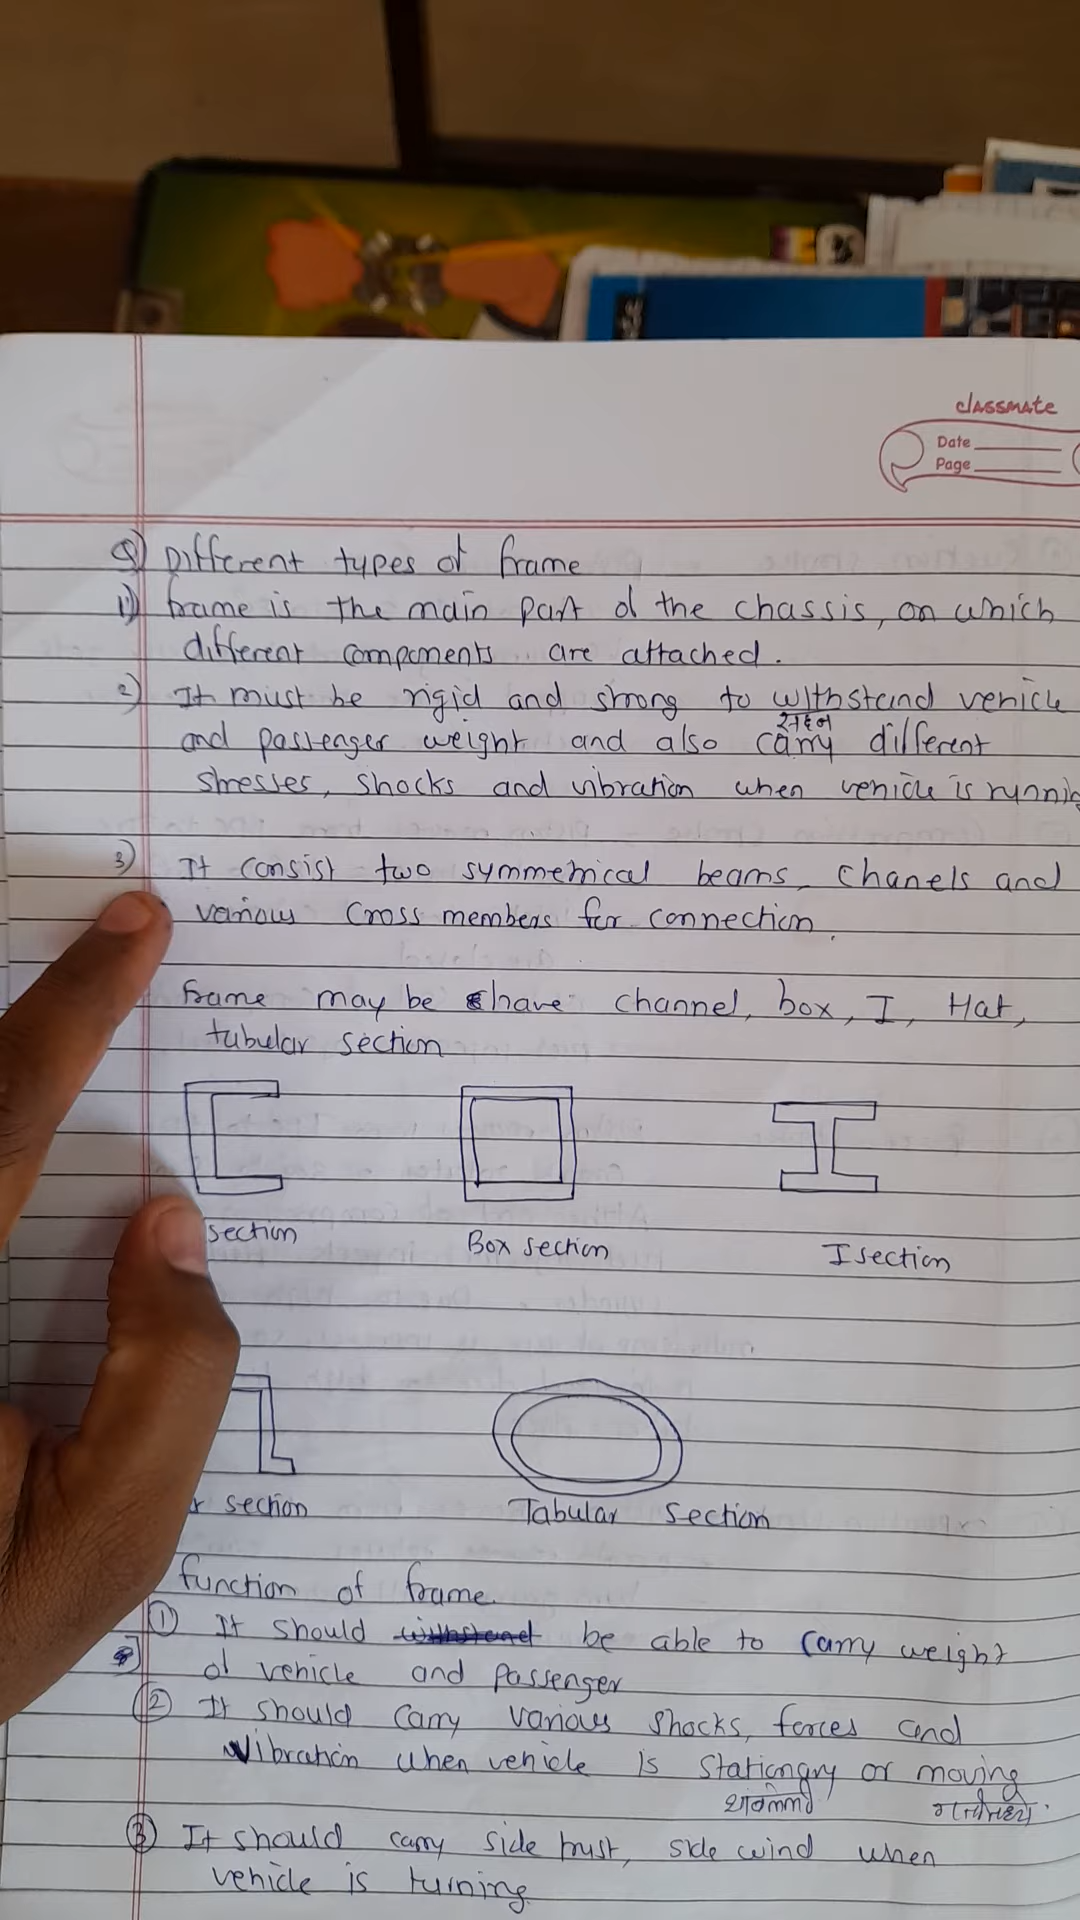 classmate
Date
Page
Q) Different types of frame
1) frame is the main part of the chassis, on which
different components are attached.
2) It must be rigid and strong to withstand vehicle
सहन
and passenger weight and also carry different
stresses, shocks and vibration when vehicle is runnin
3) It consist two symmetrical beams, chanels and
various cross members for connection.
frame may be have channel, box, I, Hat,
tubular section
section
Box section
I section
r section
Tabular section
function of frame.
① It should withstand be able to carry weight
of vehicle and passenger
② It should carry various shocks, forces and
vibration when vehicle is stationary or moving
③ It should carry side trust, side wind when
vehicle is turining.